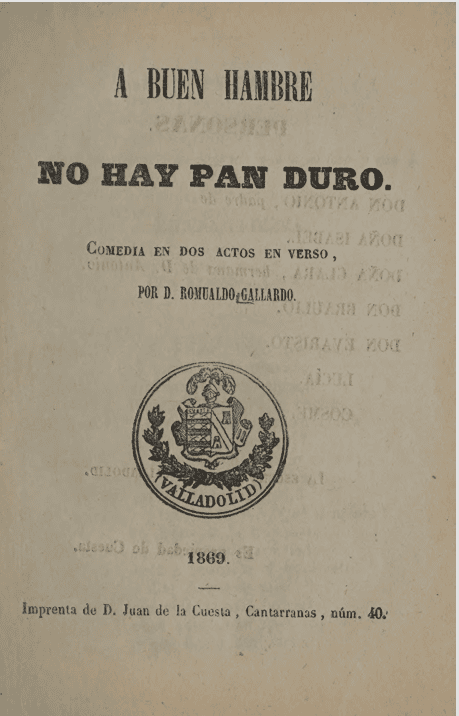 A BUEN HAMBRE
NO HAY PAN DURO.
COMEDIA EN DOS ACTOS EN VERSO,
POR D. ROMUALDO GALLARDO.
VALLADOLID
1869.
Imprenta de D. Juan de la Cuesta, Cantarranas, núm. 40.